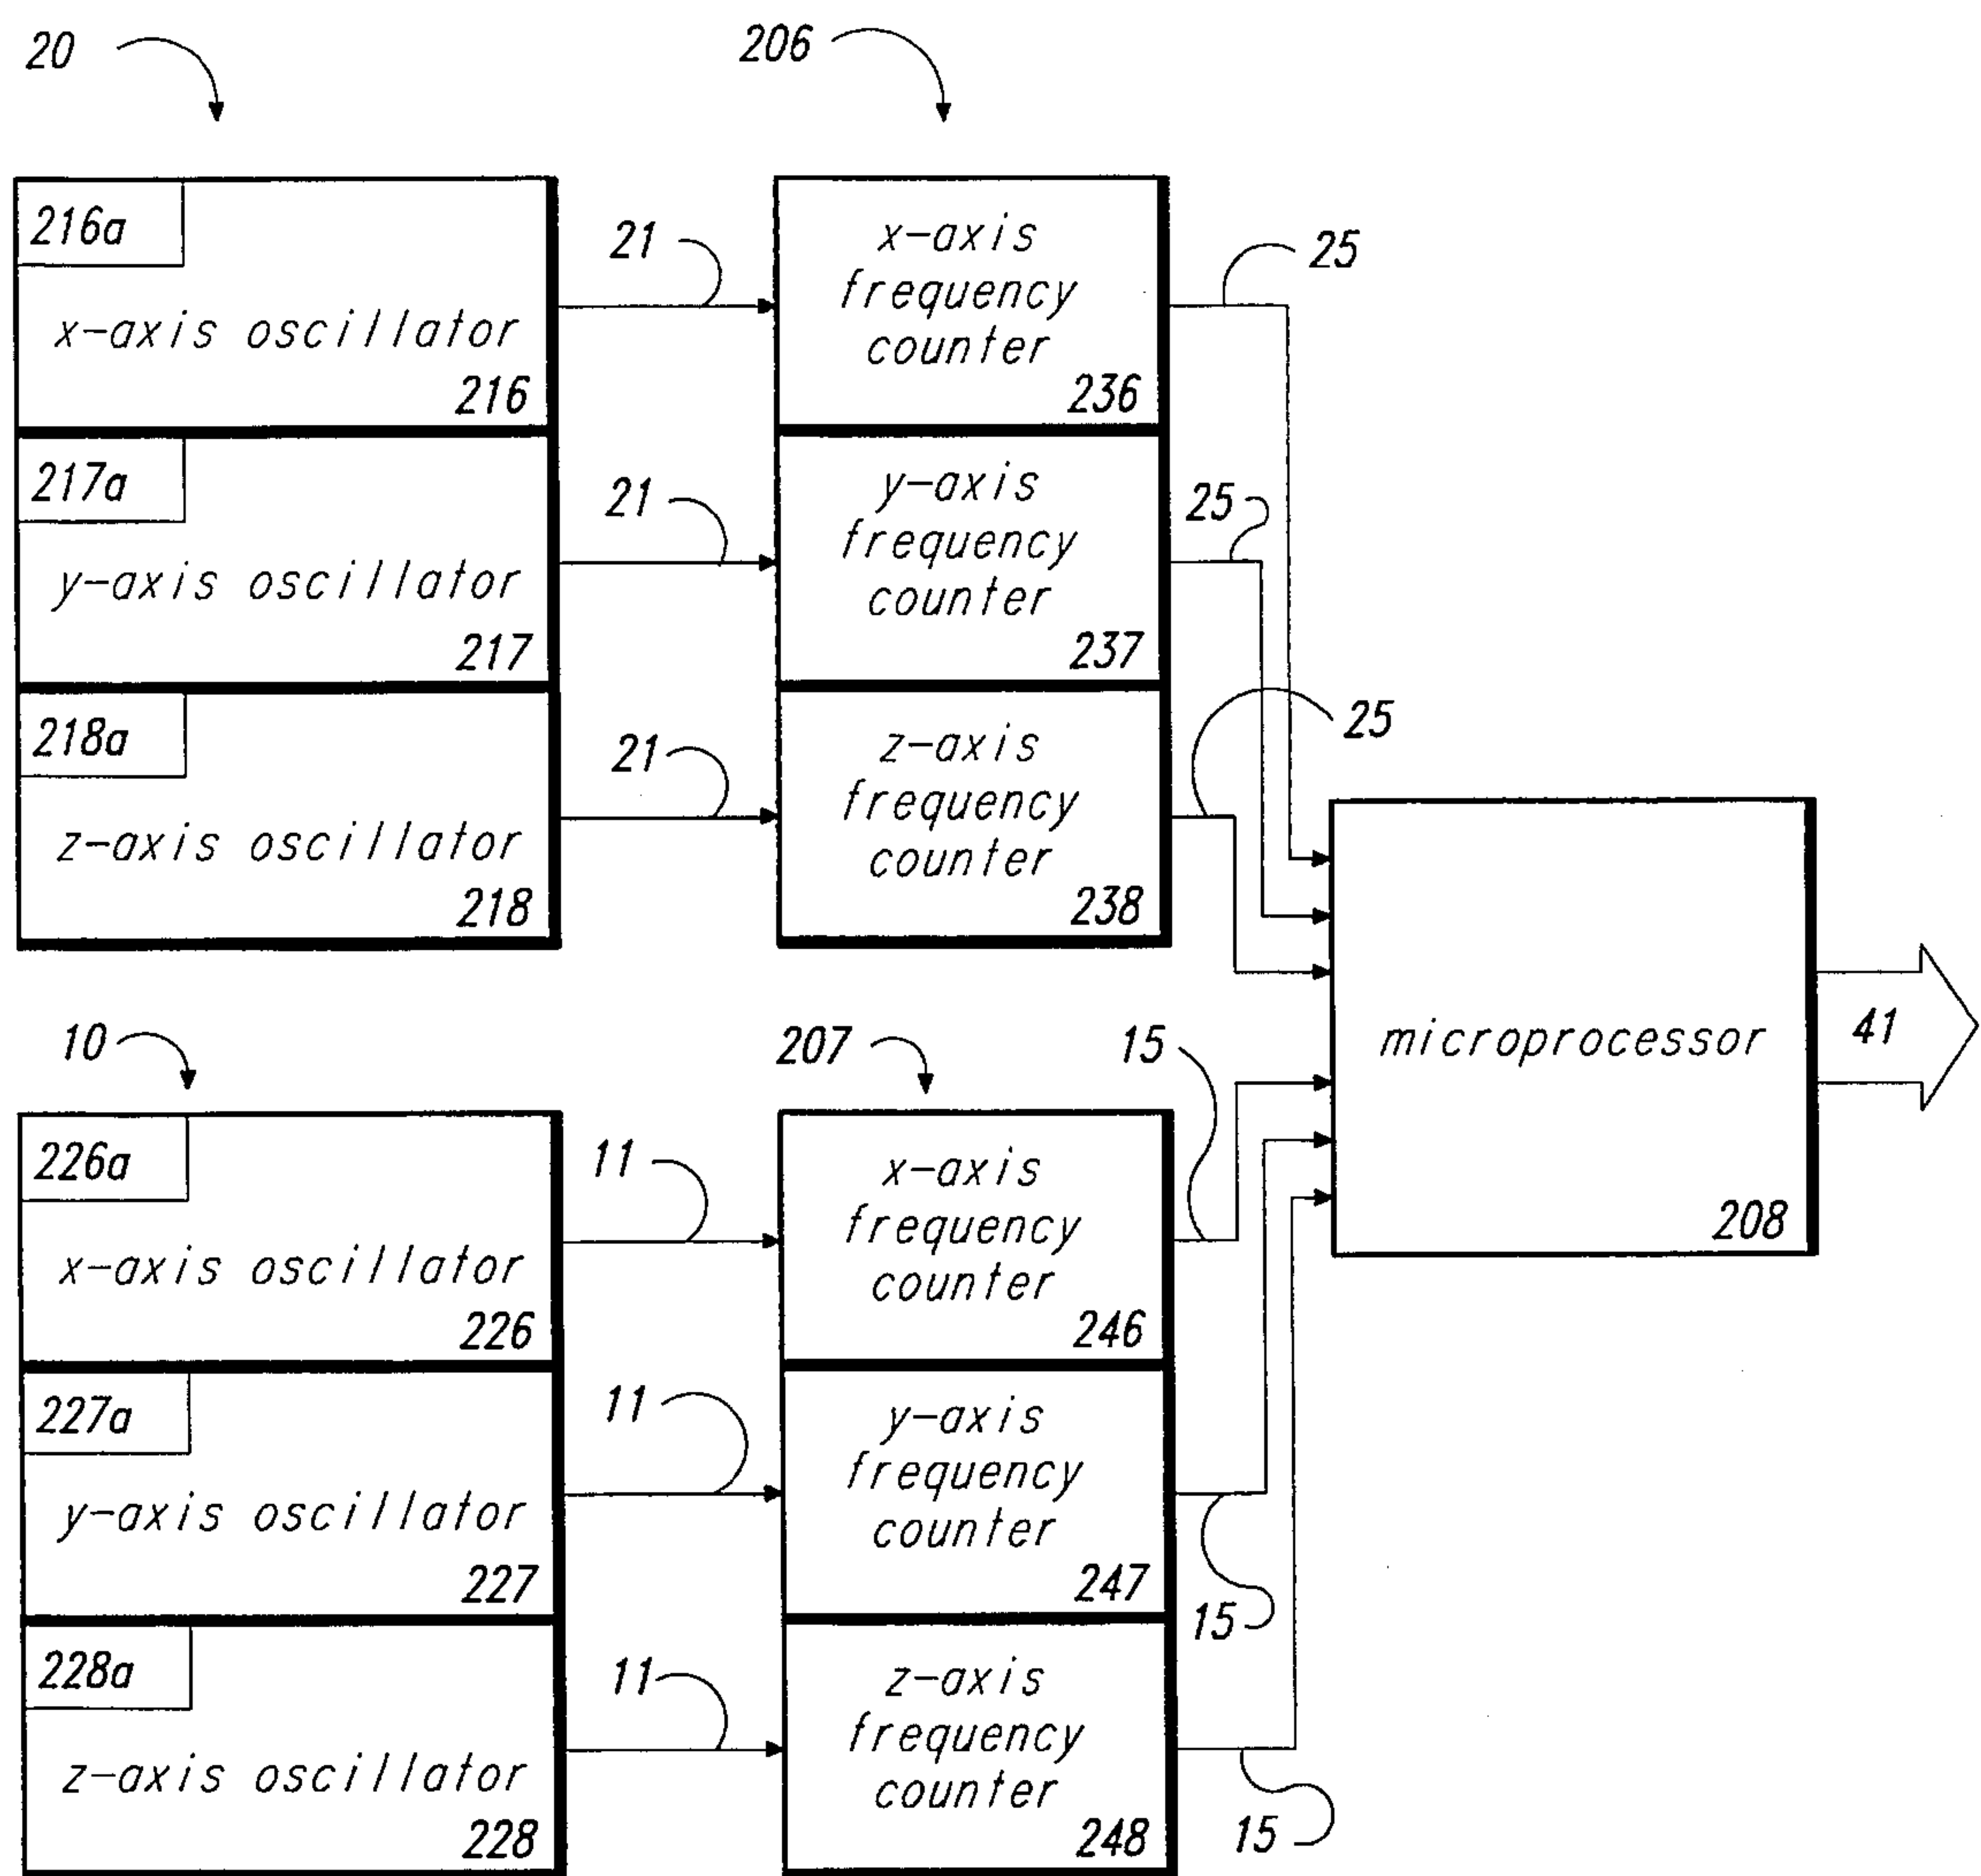 20
206
216a
x-axis oscillator
216
21
x-axis
frequency
counter
236
25
217a
y-axis oscillator
217
21
y-axis
frequency
counter
237
25
218a
z-axis oscillator
218
21
z-axis
frequency
counter
238
25
microprocessor
208
41
10
207
15
226a
x-axis oscillator
226
11
x-axis
frequency
counter
246
227a
y-axis oscillator
227
11
y-axis
frequency
counter
247
15
228a
z-axis oscillator
228
11
z-axis
frequency
counter
248
15